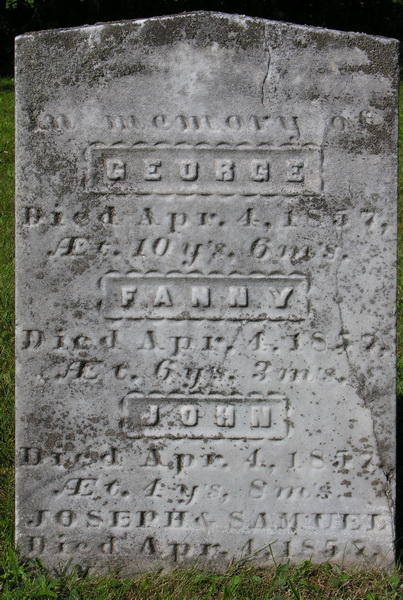 In memory of
GEORGE
Died Apr. 4, 1857,
Æt. 10 ys. 6 ms.
FANNY
Died Apr. 4, 1857,
Æt. 6 ys. 3 ms.
JOHN
Died Apr. 4, 1857,
Æt. 4 ys, 8 ms.
JOSEPH & SAMUEL
Died Apr. 4